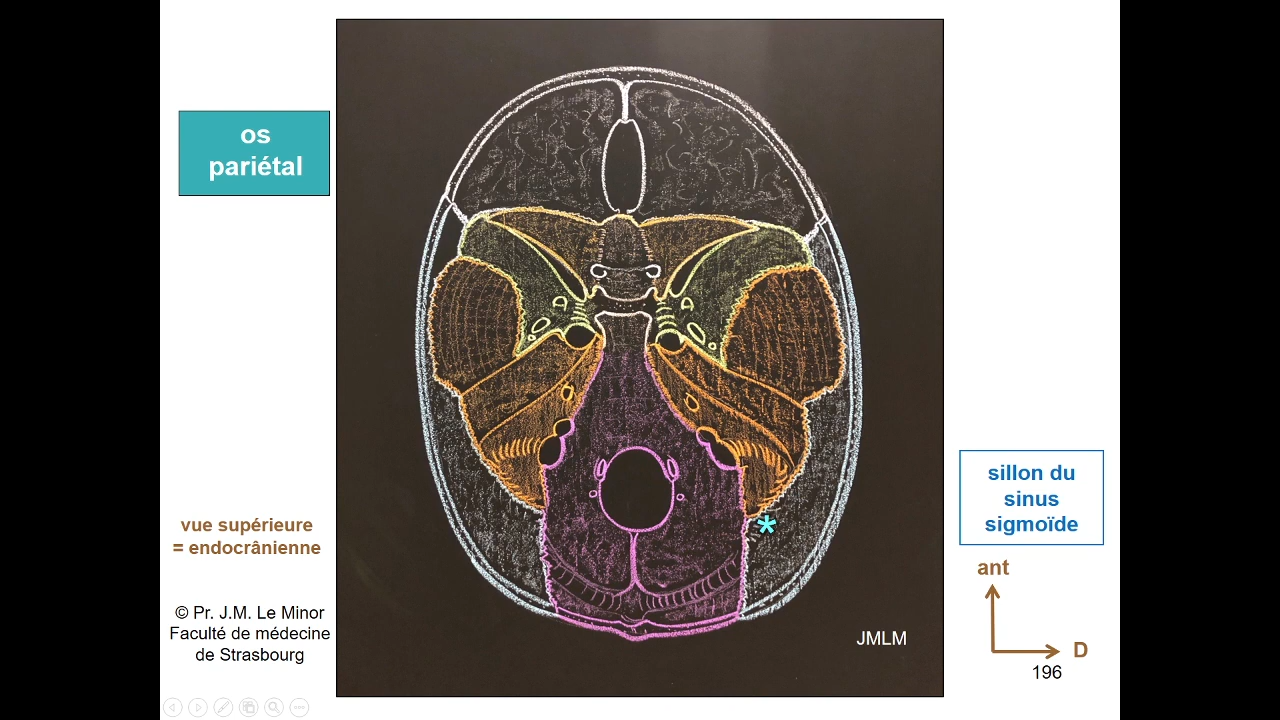 os
pariétal
vue supérieure
= endocrânienne
© Pr. J.M. Le Minor
Faculté de médecine
de Strasbourg
JMLM
sillon du
sinus
sigmoïde
ant
D
196